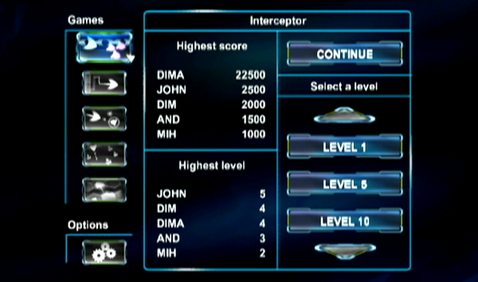 Games
Interceptor
Highest score
DIMA 22500
JOHN 2500
DIM 2000
AND 1500
MIH 1000
Highest level
JOHN 5
DIM 4
DIMA 4
AND 3
MIH 2
CONTINUE
Select a level
LEVEL 1
LEVEL 5
LEVEL 10
Options